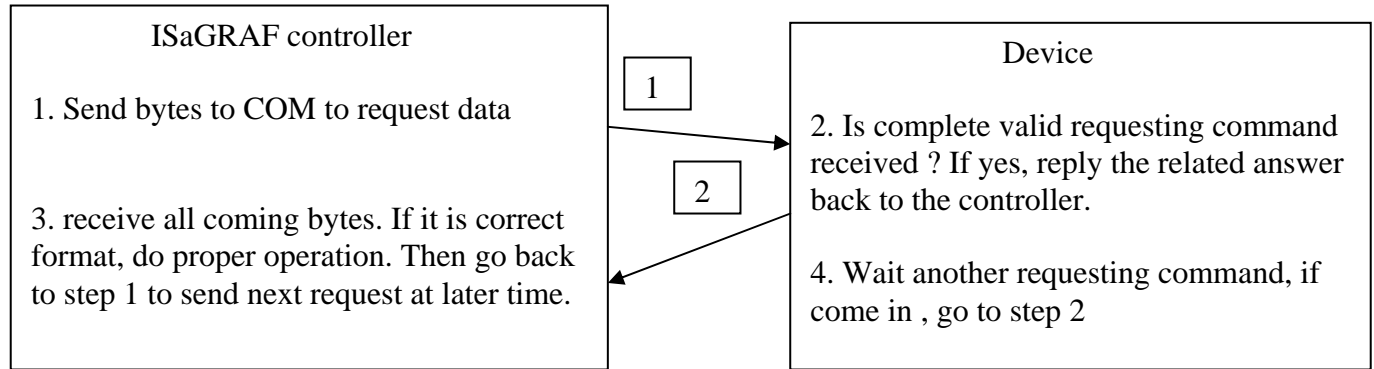 ISaGRAF controller
1. Send bytes to COM to request data
3. receive all coming bytes. If it is correct
format, do proper operation. Then go back
to step 1 to send next request at later time.
1
2
Device
2. Is complete valid requesting command
received ? If yes, reply the related answer
back to the controller.
4. Wait another requesting command, if
come in , go to step 2